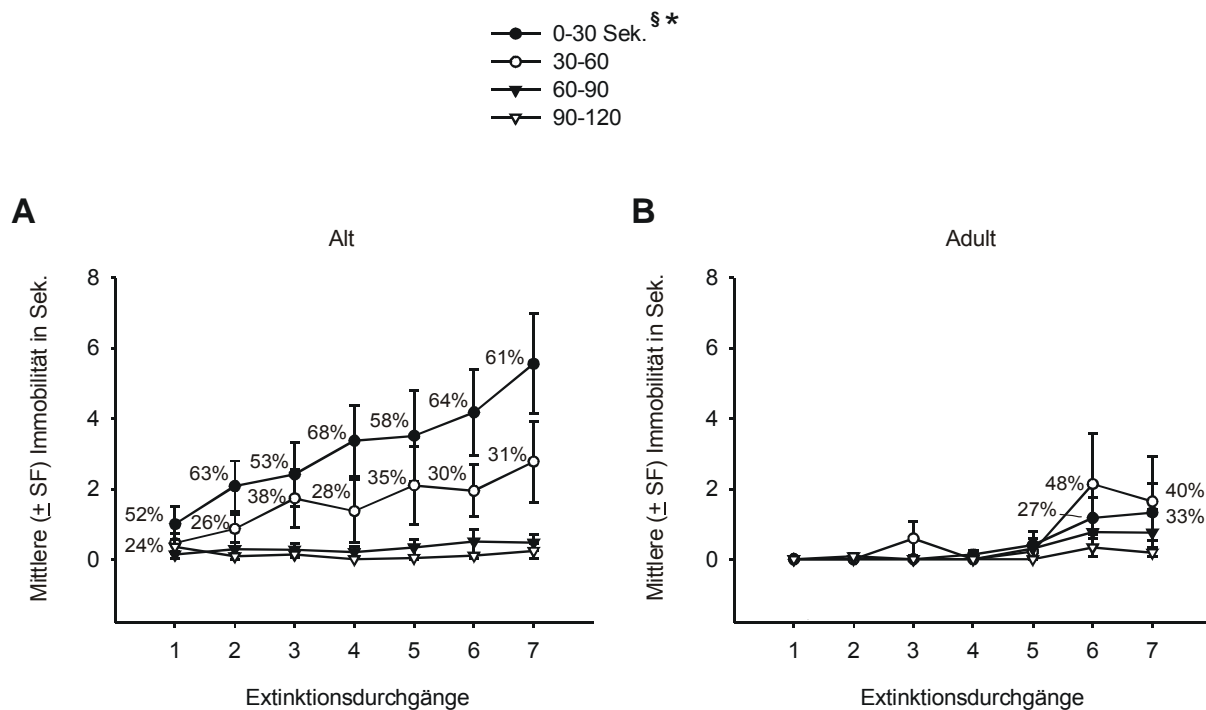 0-30 Sek.§ *
30-60
60-90
90-120
A
Alt
Mittlere (± SF) Immobilität in Sek.
8
6
4
2
0
52%
63%
53%
68%
58%
64%
61%
24%
26%
38%
28%
35%
30%
31%
1 2 3 4 5 6 7
Extinktionsdurchgänge
B
Adult
Mittlere (± SF) Immobilität in Sek.
8
6
4
2
0
48%
27%
40%
33%
1 2 3 4 5 6 7
Extinktionsdurchgänge